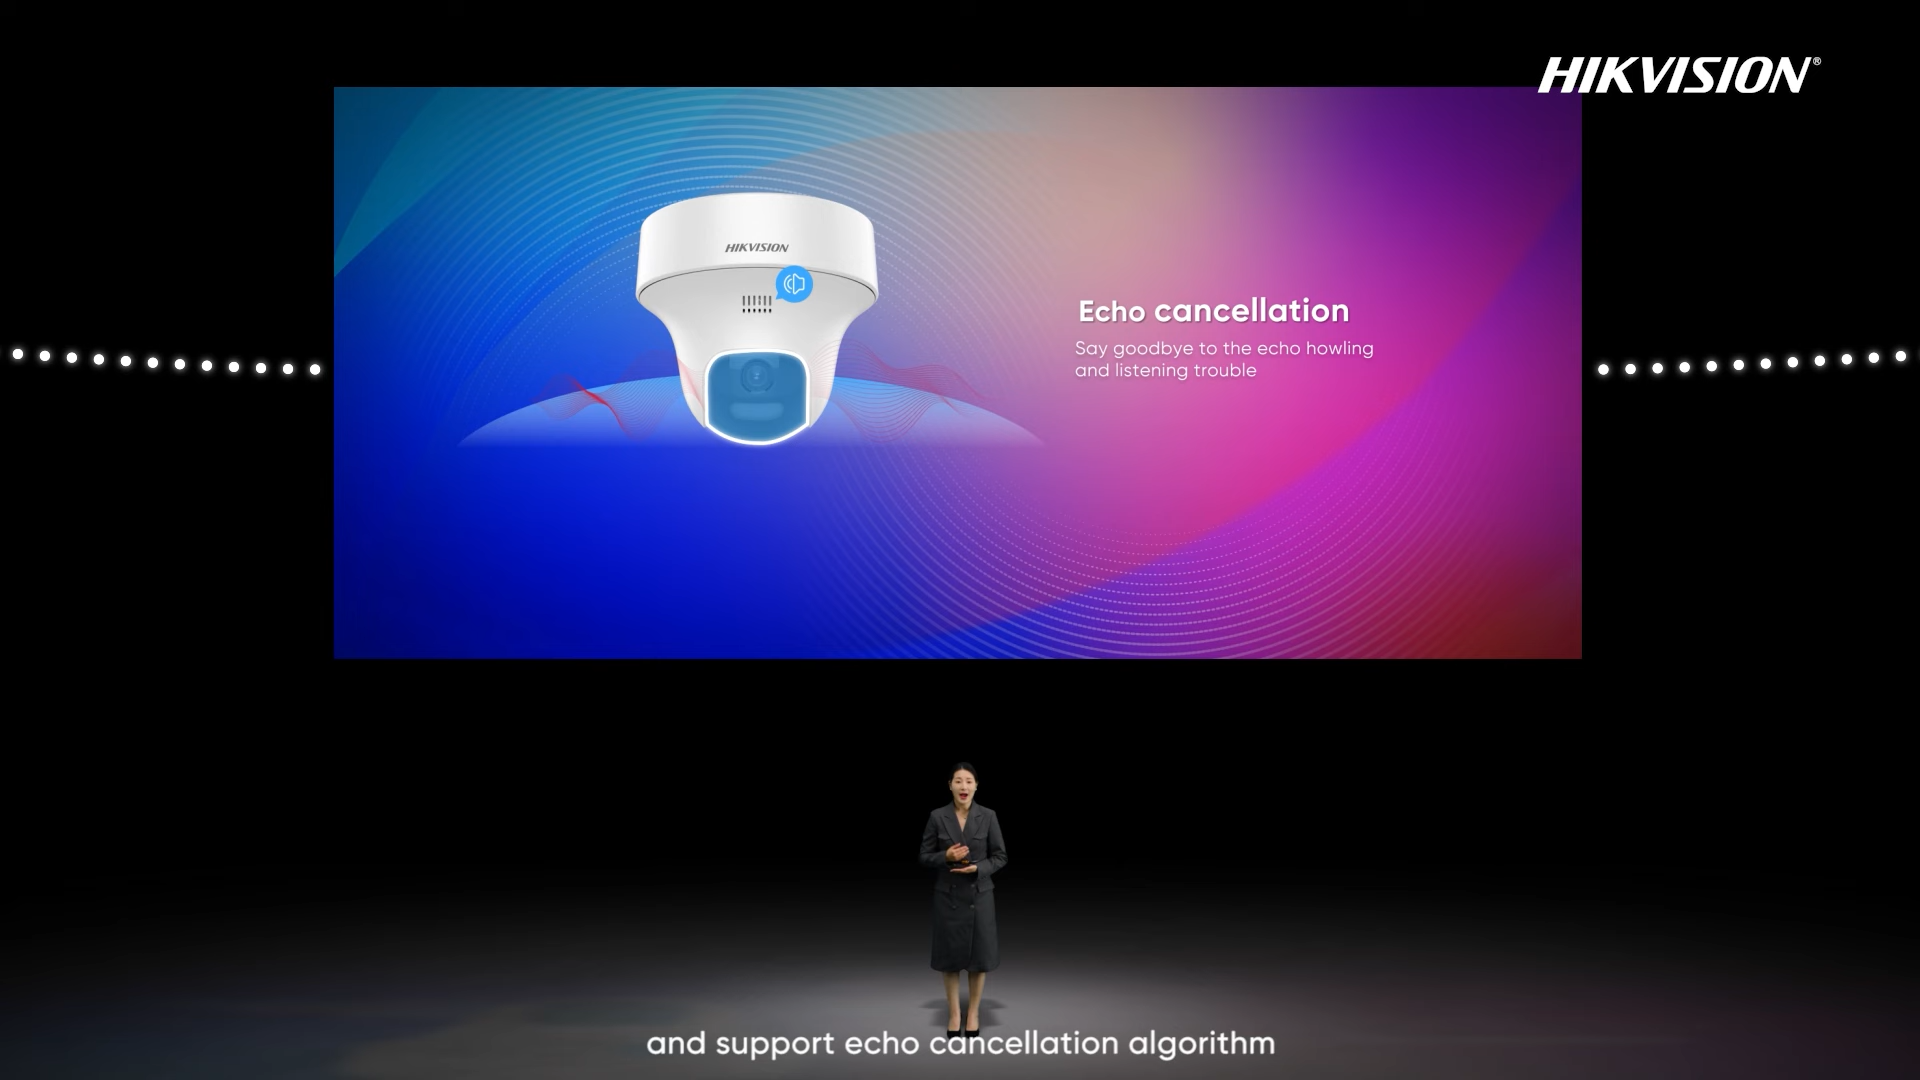 HIKVISION®
HIKVISION
Echo cancellation
Say goodbye to the echo howling
and listening trouble
and support echo cancellation algorithm